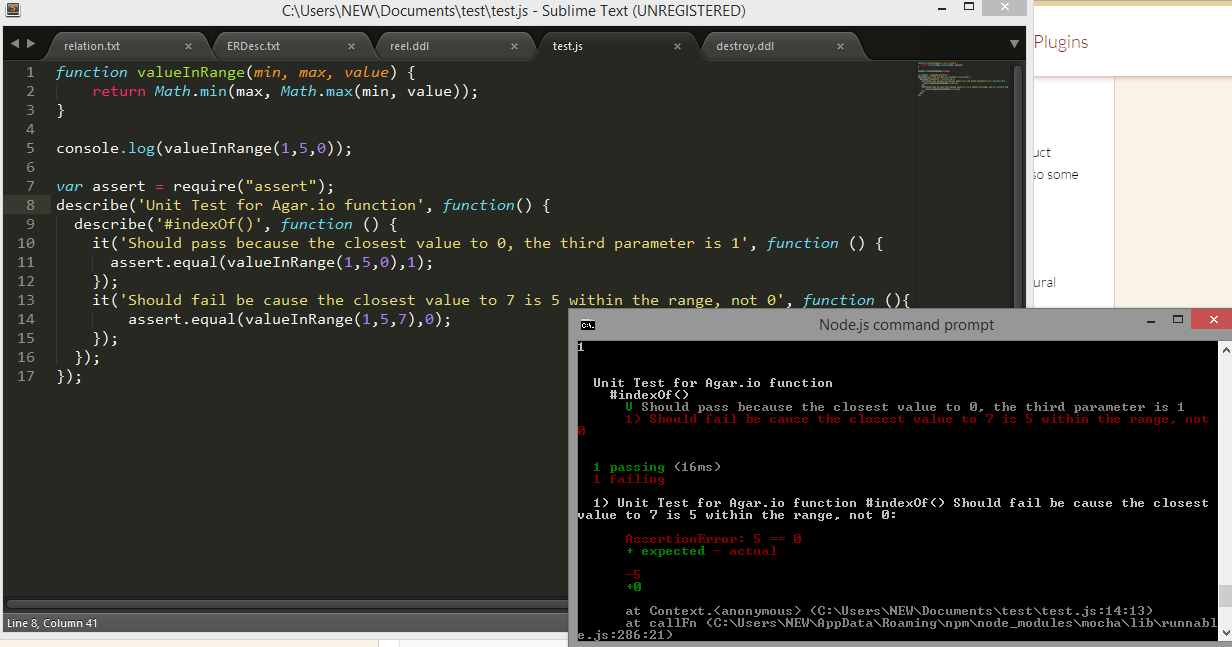 C:\Users\NEW\Documents\test\test.js - Sublime Text (UNREGISTERED)
relation.txt × ERDesc.txt × reel.ddl × test.js × destroy.ddl ×
Plugins
1 function valueInRange(min, max, value) {
2 return Math.min(max, Math.max(min, value));
3 }
4
5 console.log(valueInRange(1,5,0));
6
7 var assert = require("assert");
8 describe('Unit Test for Agar.io function', function() {
9 describe('#indexOf()', function () {
10 it('Should pass because the closest value to 0, the third parameter is 1', function () {
11 assert.equal(valueInRange(1,5,0),1);
12 });
13 it('Should fail be cause the closest value to 7 is 5 within the range, not 0', function (){
14 assert.equal(valueInRange(1,5,7),0);
15 });
16 });
17 });
uct
so some
ural
Line 8, Column 41
C:\.
Node.js command prompt
1
Unit Test for Agar.io function
#indexOf()
V Should pass because the closest value to 0, the third parameter is 1
1) Should fail be cause the closest value to 7 is 5 within the range, not
0
1 passing (16ms)
1 failing
1) Unit Test for Agar.io function #indexOf() Should fail be cause the closest
value to 7 is 5 within the range, not 0:
AssertionError: 5 == 0
+ expected - actual
-5
+0
at Context.<anonymous> (C:\Users\NEW\Documents\test\test.js:14:13)
at callFn (C:\Users\NEW\AppData\Roaming\npm\node_modules\mocha\lib\runnabl
e.js:286:21)